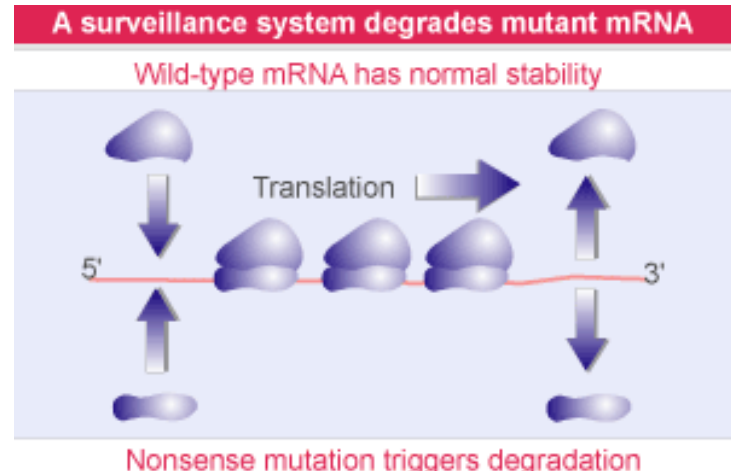 A surveillance system degrades mutant mRNA
Wild-type mRNA has normal stability
Translation
5'
3'
Nonsense mutation triggers degradation